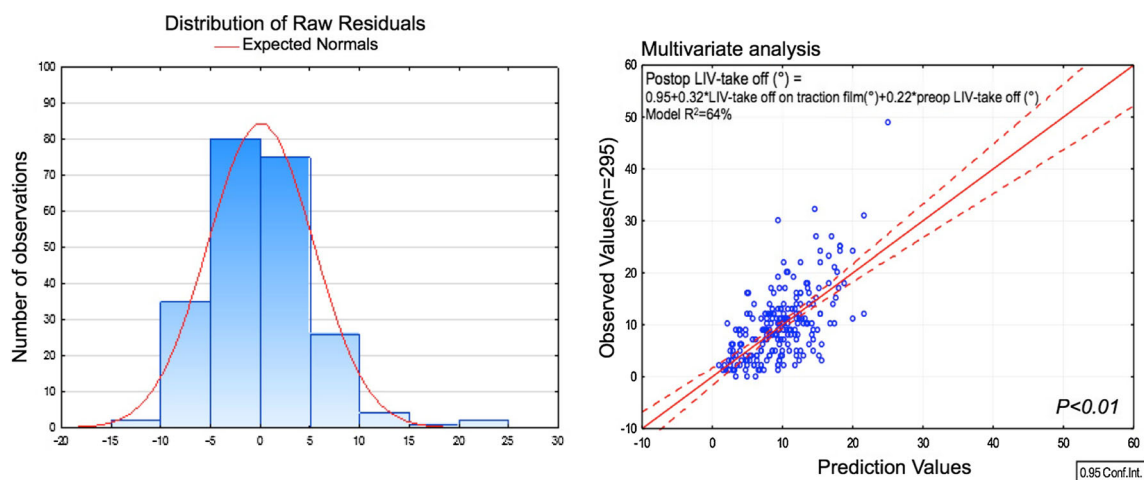 Distribution of Raw Residuals
Expected Normals
Number of observations
100
90
80
70
60
50
40
30
20
10
0
-20 -15 -10 -5 0 5 10 15 20 25 30
Multivariate analysis
Postop LIV-take off (°) =
0.95+0.32*LIV-take off on traction film(°)+0.22*preop LIV-take off (°)
Model R²=64%
Observed Values(n=295)
60
50
40
30
20
10
0
-10
-10 0 10 20 30 40 50 60
P<0.01
Prediction Values
0.95 Conf.Int.